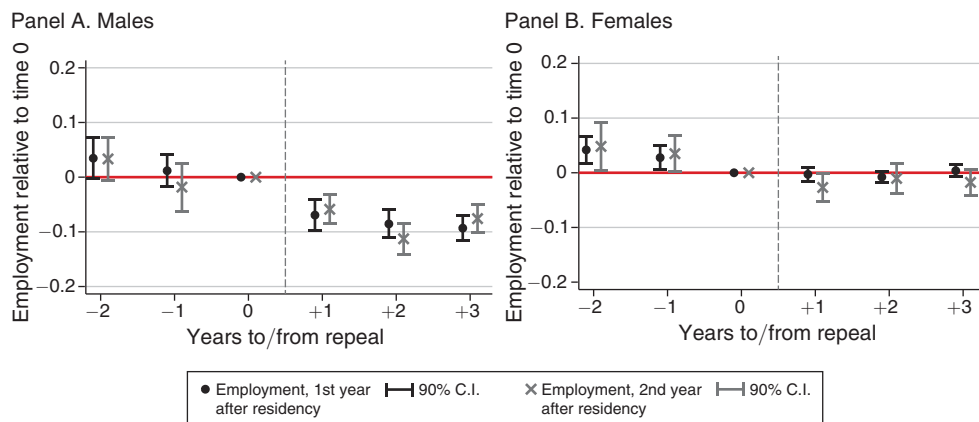 Panel A. Males
Employment relative to time 0
0.2
0.1
0
−0.1
−0.2
−2
−1
0
+1
+2
+3
Years to/from repeal
Panel B. Females
Employment relative to time 0
0.2
0.1
0
−0.1
−0.2
−2
−1
0
+1
+2
+3
Years to/from repeal
Employment, 1st year
after residency
90% C.I.
Employment, 2nd year
after residency
90% C.I.